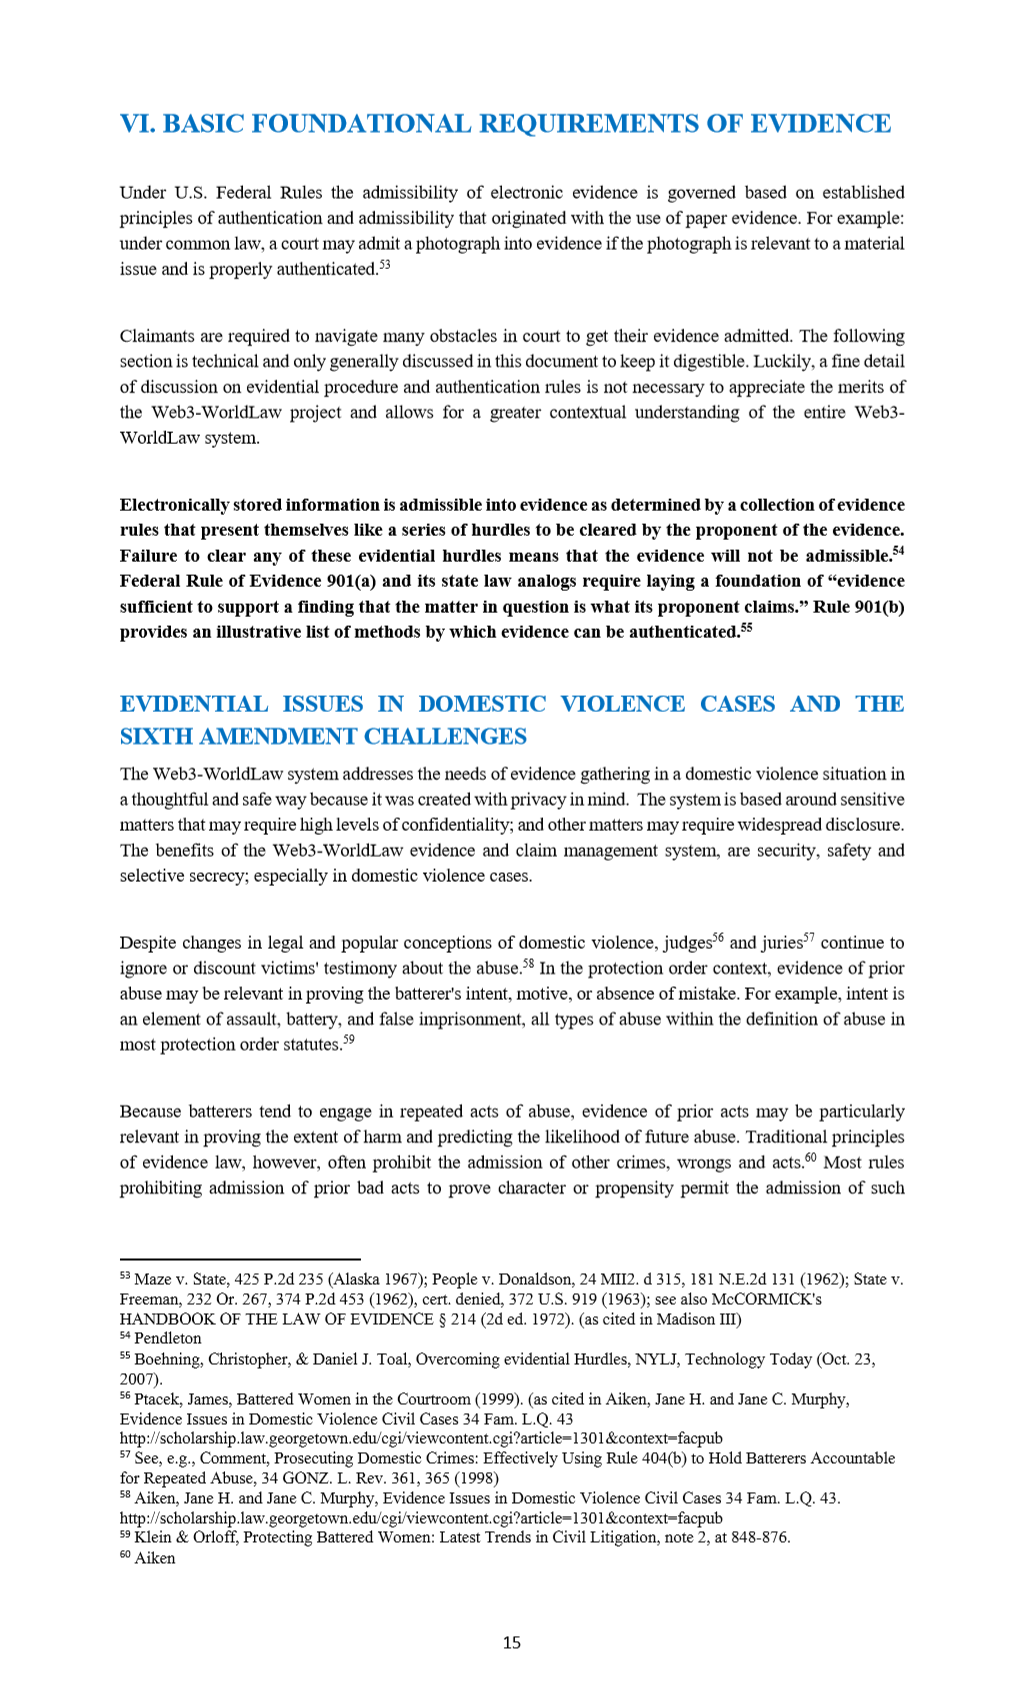 VI. BASIC FOUNDATIONAL REQUIREMENTS OF EVIDENCE
Under U.S. Federal Rules the admissibility of electronic evidence is governed based on established
principles of authentication and admissibility that originated with the use of paper evidence. For example:
under common law, a court may admit a photograph into evidence if the photograph is relevant to a material
issue and is properly authenticated.53
Claimants are required to navigate many obstacles in court to get their evidence admitted. The following
section is technical and only generally discussed in this document to keep it digestible. Luckily, a fine detail
of discussion on evidential procedure and authentication rules is not necessary to appreciate the merits of
the Web3-WorldLaw project and allows for a greater contextual understanding of the entire Web3-
WorldLaw system.
Electronically stored information is admissible into evidence as determined by a collection of evidence
rules that present themselves like a series of hurdles to be cleared by the proponent of the evidence.
Failure to clear any of these evidential hurdles means that the evidence will not be admissible.54
Federal Rule of Evidence 901(a) and its state law analogs require laying a foundation of “evidence
sufficient to support a finding that the matter in question is what its proponent claims.” Rule 901(b)
provides an illustrative list of methods by which evidence can be authenticated.55
EVIDENTIAL ISSUES IN DOMESTIC VIOLENCE CASES AND THE
SIXTH AMENDMENT CHALLENGES
The Web3-WorldLaw system addresses the needs of evidence gathering in a domestic violence situation in
a thoughtful and safe way because it was created with privacy in mind. The system is based around sensitive
matters that may require high levels of confidentiality; and other matters may require widespread disclosure.
The benefits of the Web3-WorldLaw evidence and claim management system, are security, safety and
selective secrecy; especially in domestic violence cases.
Despite changes in legal and popular conceptions of domestic violence, judges56 and juries57 continue to
ignore or discount victims' testimony about the abuse.58 In the protection order context, evidence of prior
abuse may be relevant in proving the batterer's intent, motive, or absence of mistake. For example, intent is
an element of assault, battery, and false imprisonment, all types of abuse within the definition of abuse in
most protection order statutes.59
Because batterers tend to engage in repeated acts of abuse, evidence of prior acts may be particularly
relevant in proving the extent of harm and predicting the likelihood of future abuse. Traditional principles
of evidence law, however, often prohibit the admission of other crimes, wrongs and acts.60 Most rules
prohibiting admission of prior bad acts to prove character or propensity permit the admission of such
53 Maze v. State, 425 P.2d 235 (Alaska 1967); People v. Donaldson, 24 MII2. d 315, 181 N.E.2d 131 (1962); State v.
Freeman, 232 Or. 267, 374 P.2d 453 (1962), cert. denied, 372 U.S. 919 (1963); see also McCORMICK's
HANDBOOK OF THE LAW OF EVIDENCE § 214 (2d ed. 1972). (as cited in Madison III)
54 Pendleton
55 Boehning, Christopher, & Daniel J. Toal, Overcoming evidential Hurdles, NYLJ, Technology Today (Oct. 23,
2007).
56 Ptacek, James, Battered Women in the Courtroom (1999). (as cited in Aiken, Jane H. and Jane C. Murphy,
Evidence Issues in Domestic Violence Civil Cases 34 Fam. L.Q. 43
http://scholarship.law.georgetown.edu/cgi/viewcontent.cgi?article=1301&context=facpub
57 See, e.g., Comment, Prosecuting Domestic Crimes: Effectively Using Rule 404(b) to Hold Batterers Accountable
for Repeated Abuse, 34 GONZ. L. Rev. 361, 365 (1998)
58 Aiken, Jane H. and Jane C. Murphy, Evidence Issues in Domestic Violence Civil Cases 34 Fam. L.Q. 43.
http://scholarship.law.georgetown.edu/cgi/viewcontent.cgi?article=1301&context=facpub
59 Klein & Orloff, Protecting Battered Women: Latest Trends in Civil Litigation, note 2, at 848-876.
60 Aiken
15